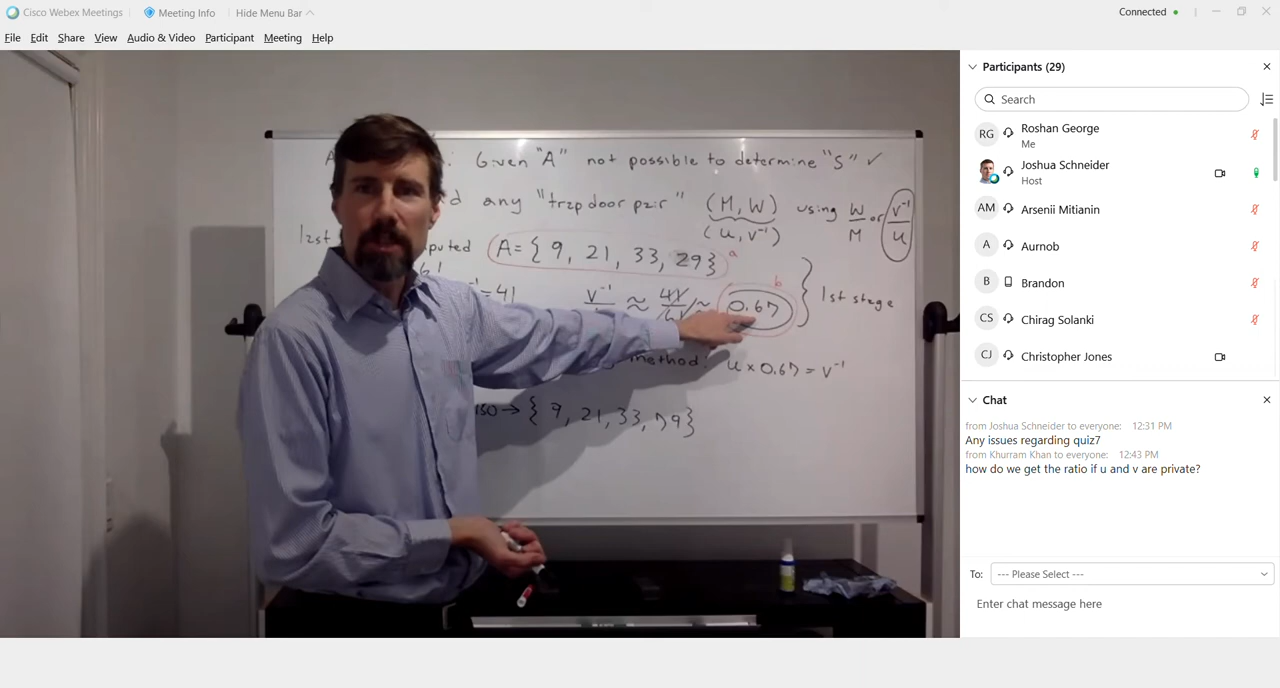 Cisco Webex Meetings Meeting Info Hide Menu Bar Connected
File Edit Share View Audio & Video Participant Meeting Help
Given "A" not possible to determine "S" ✓
any "trapdoor pair" (M, W) using W/M or v⁻¹/u
(u, v⁻¹)
A = { 9, 21, 33, 29} a
=41 v⁻¹ ≈ 41/61 ≈ 0.67 b } 1st stage
method: u × 0.67 = v⁻¹
150 → { 9, 21, 33, 29}
Participants (29)
Search
RG Roshan George
Me
Joshua Schneider
Host
AM Arsenii Mitianin
A Aurnob
B Brandon
CS Chirag Solanki
CJ Christopher Jones
Chat
from Joshua Schneider to everyone: 12:31 PM
Any issues regarding quiz7
from Khurram Khan to everyone: 12:43 PM
how do we get the ratio if u and v are private?
To: --- Please Select ---
Enter chat message here